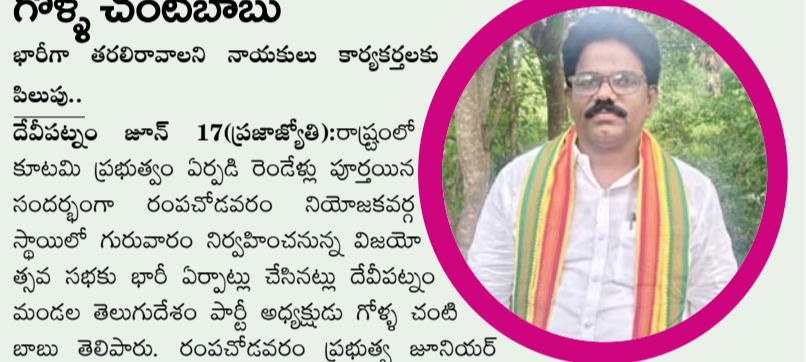 గోళ్ళ చంటిబాబు
భారీగా తరలిరావాలని నాయకులు కార్యకర్తలకు
పిలుపు..
దేవీపట్నం జూన్ 17(ప్రజాజ్యోతి):రాష్ట్రంలో
కూటమి ప్రభుత్వం ఏర్పడి రెండేళ్లు పూర్తయిన
సందర్భంగా రంపచోడవరం నియోజకవర్గ
స్థాయిలో గురువారం నిర్వహించనున్న విజయో
త్సవ సభకు భారీ ఏర్పాట్లు చేసినట్లు దేవీపట్నం
మండల తెలుగుదేశం పార్టీ అధ్యక్షుడు గోళ్ళ చంటి
బాబు తెలిపారు. రంపచోడవరం ప్రభుత్వ జూనియర్